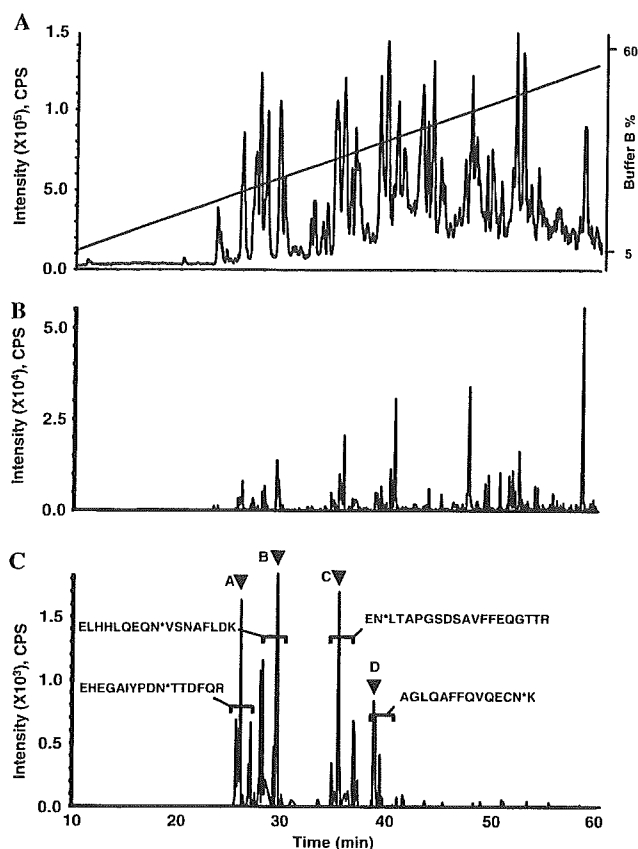 A
Intensity (X10⁵), CPS
1.5
1.0
5.0
0.0
60
5
Buffer B %
B
Intensity (X10⁴), CPS
5.0
2.5
0.0
C
Intensity (X10³), CPS
1.5
1.0
0.5
0.0
A
B
C
D
ELHHLQEQN*VSNAFLDK
EN*LTAPGSDSAVFFEQGTTR
EHEGAIYPDN*TTDFQR
AGLQAFFQVQECN*K
10
20
30
40
50
60
Time (min)